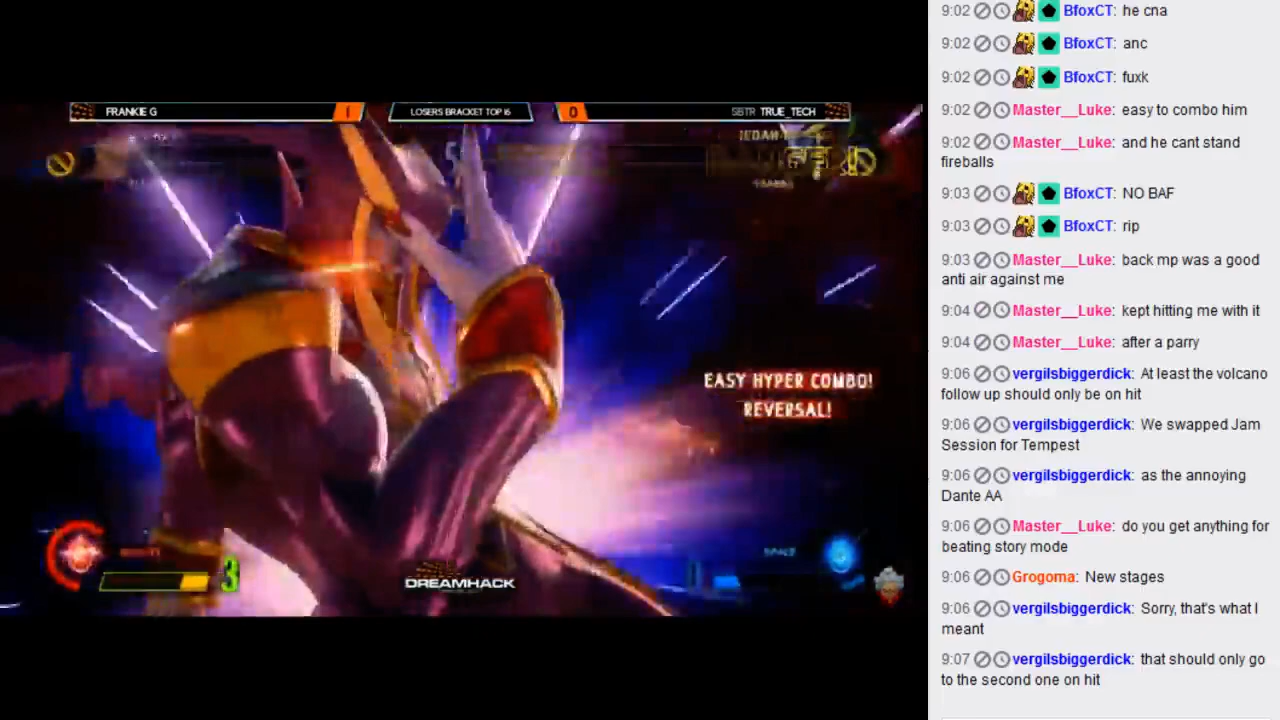 FRANKIE G
1
LOSERS BRACKET TOP 16
0
SBTR TRUE_TECH
JEDAH
EASY HYPER COMBO!
REVERSAL!
SPACE
3
DREAMHACK
9:02 BfoxCT: he cna
9:02 BfoxCT: anc
9:02 BfoxCT: fuxk
9:02 Master__Luke: easy to combo him
9:02 Master__Luke: and he cant stand
fireballs
9:03 BfoxCT: NO BAF
9:03 BfoxCT: rip
9:03 Master__Luke: back mp was a good
anti air against me
9:04 Master__Luke: kept hitting me with it
9:04 Master__Luke: after a parry
9:06 vergilsbiggerdick: At least the volcano
follow up should only be on hit
9:06 vergilsbiggerdick: We swapped Jam
Session for Tempest
9:06 vergilsbiggerdick: as the annoying
Dante AA
9:06 Master__Luke: do you get anything for
beating story mode
9:06 Grogoma: New stages
9:06 vergilsbiggerdick: Sorry, that's what I
meant
9:07 vergilsbiggerdick: that should only go
to the second one on hit